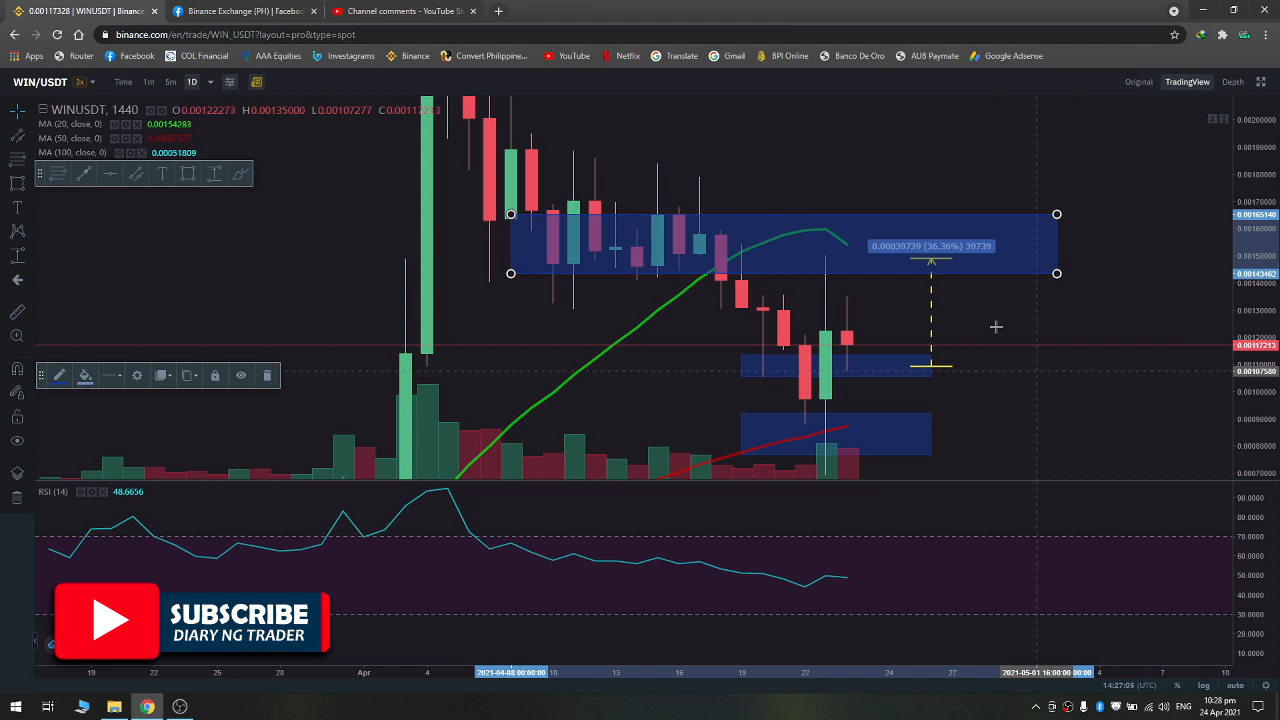 0.00117328 | WINUSDT | Binanc
Binance Exchange (PH) | Facebo
Channel comments - YouTube St
binance.com/en/trade/WIN_USDT?layout=pro&type=spot
Apps
Router
Facebook
COL Financial
AAA Equities
Investagrams
Binance
Convert Philippine...
YouTube
Netflix
Translate
Gmail
BPI Online
Banco De Oro
AUB Paymate
Google Adsense
WIN/USDT 3x Time 1m 5m 1D
Original TradingView Depth
WINUSDT, 1440 O0.00122273 H0.00135000 L0.00107277 C0.00117213
MA (20, close, 0) 0.00154283
MA (50, close, 0)
MA (100, close, 0) 0.00051809
0.00200000
0.00180000
0.00170000
0.00165140
0.00160000
0.00150000
0.00143462
0.00140000
0.00130000
0.00120000
0.00117213
0.00107580
0.00100000
0.00090000
0.00080000
0.00070000
0.00039739 (36.36%) 39739
RSI (14) 48.6656
90.0000
80.0000
70.0000
60.0000
50.0000
40.0000
30.0000
20.0000
10.0000
SUBSCRIBE
DIARY NG TRADER
19 22 25 28 Apr 4 2021-04-08 00:00:00 10 13 16 19 22 24 27 2021-05-01 16:00:00 00:00 4 7 10
14:27:05 (UTC) % log auto
10:28 pm
24 Apr 2021